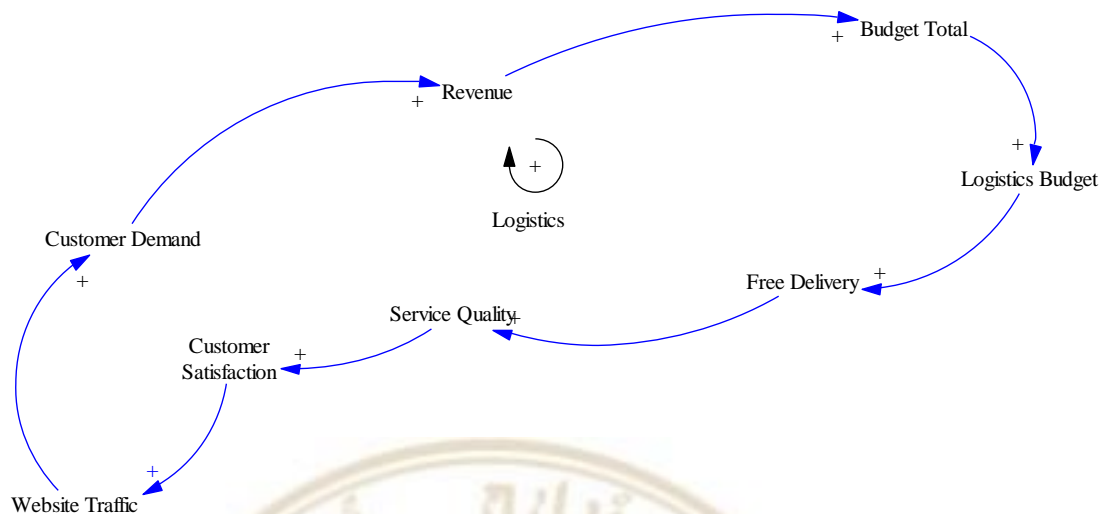 Budget Total
+
Revenue
+
+
Logistics Budget
+
Logistics
Customer Demand
+
Free Delivery
+
Service Quality
+
Customer
Satisfaction
+
+
Website Traffic